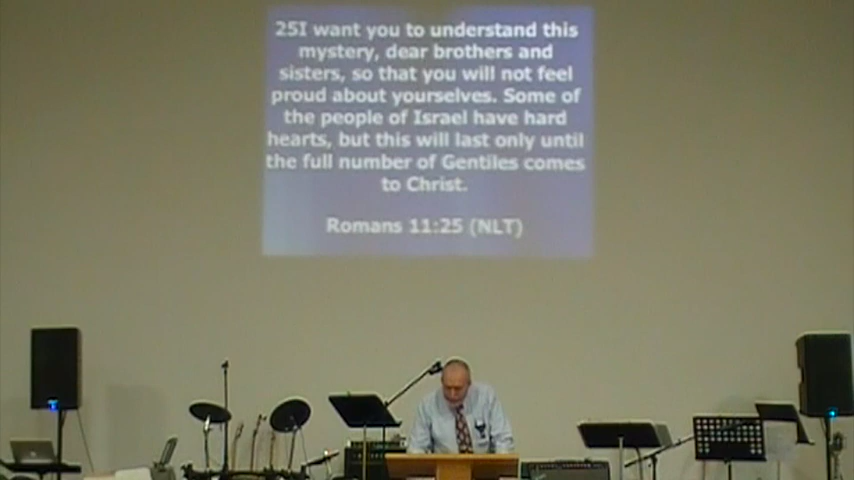 25I want you to understand this
mystery, dear brothers and
sisters, so that you will not feel
proud about yourselves. Some of
the people of Israel have hard
hearts, but this will last only until
the full number of Gentiles comes
to Christ.
Romans 11:25 (NLT)